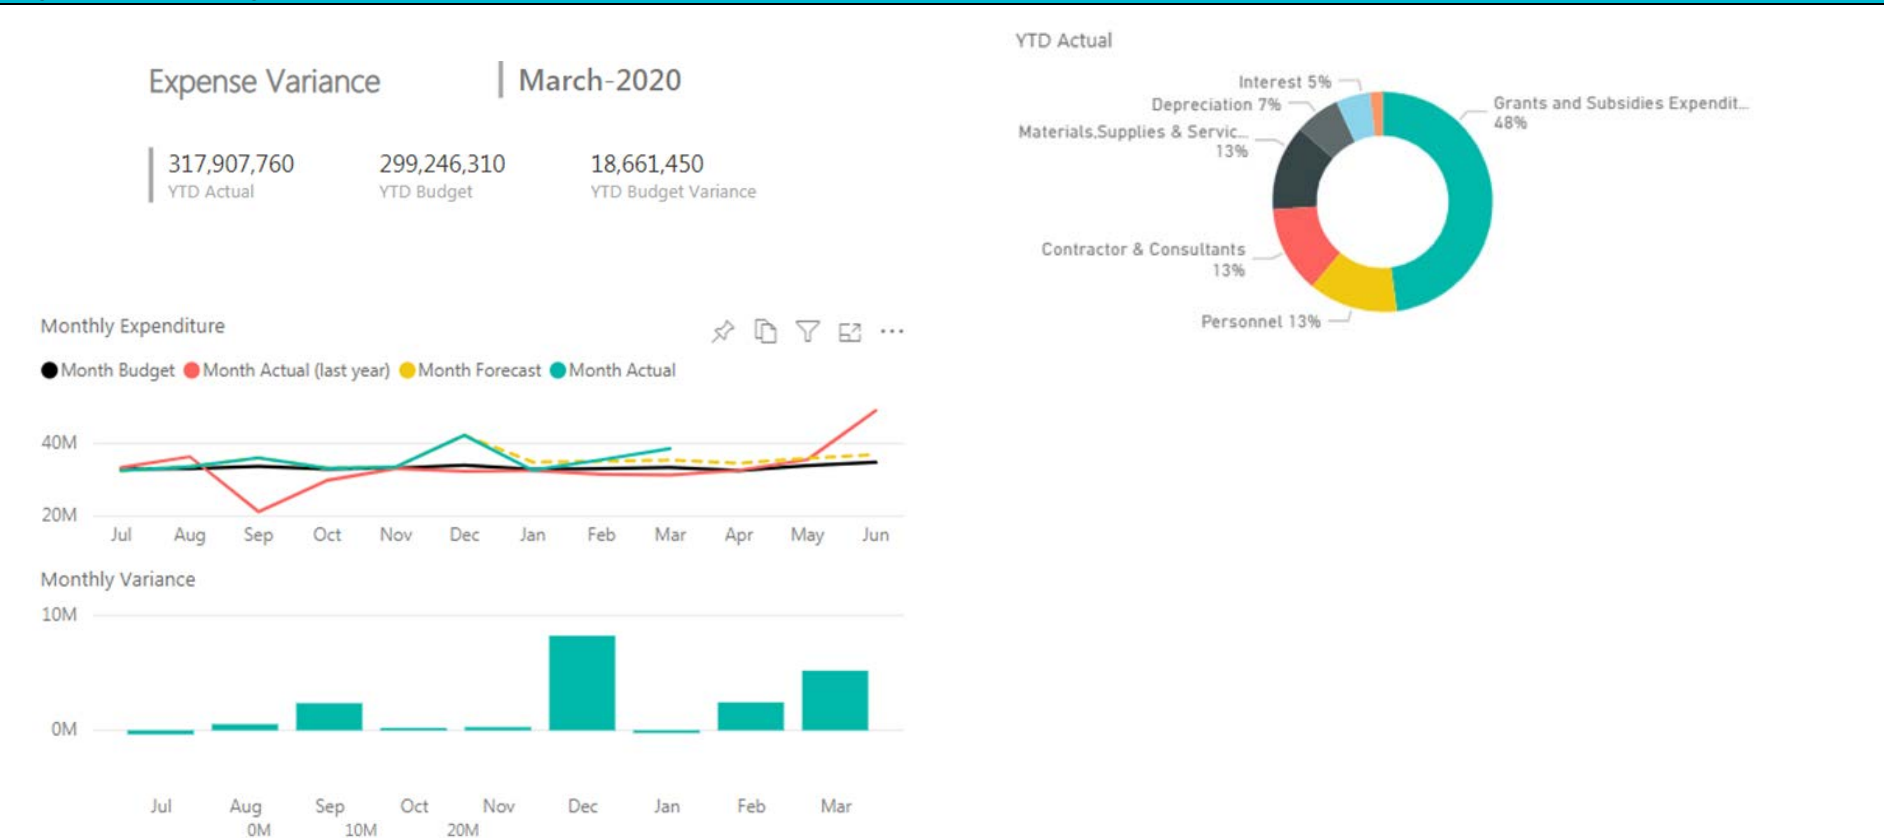 Expense Variance
March-2020
317,907,760
YTD Actual
299,246,310
YTD Budget
18,661,450
YTD Budget Variance
Monthly Expenditure
Month Budget Month Actual (last year) Month Forecast Month Actual
40M
20M
Jul Aug Sep Oct Nov Dec Jan Feb Mar Apr May Jun
Monthly Variance
10M
0M
Jul Aug Sep Oct Nov Dec Jan Feb Mar
0M 10M 20M
YTD Actual
Interest 5%
Depreciation 7%
Materials,Supplies & Servic...
13%
Contractor & Consultants
13%
Personnel 13%
Grants and Subsidies Expendit...
48%